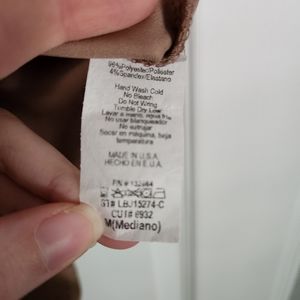 96%Polyester/Poliester
4%Spandex/Elastano
Hand Wash Cold
No Bleach
Do Not Wring
Tumble Dry Low
Lavar a mano, agua fria
No usar blanqueador
No exprimir
Secar en maquina, baja
temperatura
MADE IN U.S.A
HECHO EN E.U.A.
S1# LBJ15274-C
CU1# 6932
M(Mediano)